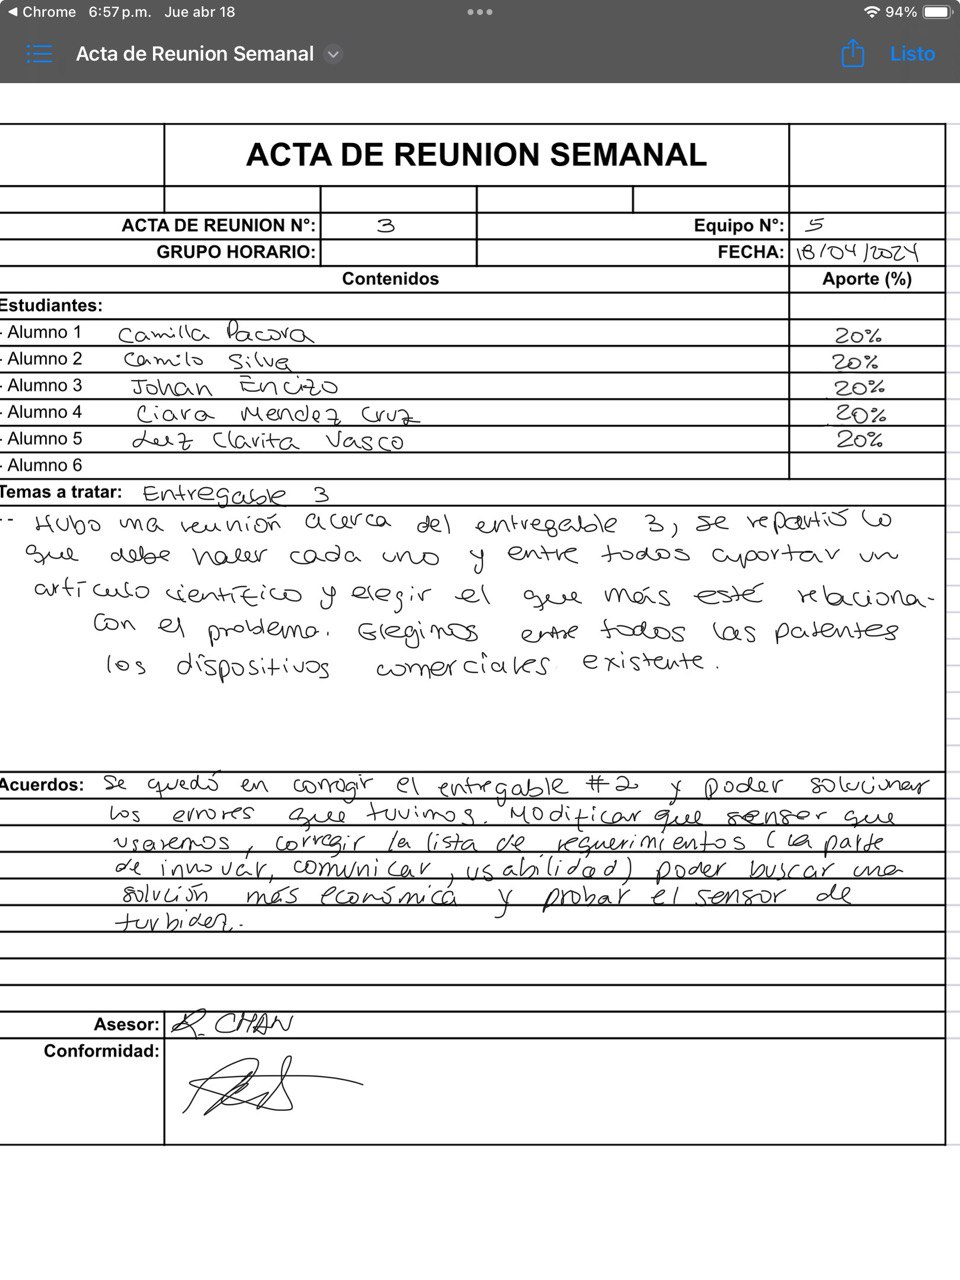 Chrome 6:57 p.m. Jue abr 18 94%
Acta de Reunion Semanal Listo
ACTA DE REUNION SEMANAL
ACTA DE REUNION N°: 3 Equipo N°: 5
GRUPO HORARIO: FECHA: 18/04/2024
Contenidos Aporte (%)
Estudiantes:
- Alumno 1 Camilla Pacora 20%
- Alumno 2 Camilo Silva 20%
- Alumno 3 Johan Encizo 20%
- Alumno 4 Ciara Mendez Cruz 20%
- Alumno 5 Luz Clarita Vasco 20%
- Alumno 6
Temas a tratar: Entregable 3
-- Hubo una reunión acerca del entregable 3, se repartió lo
que debe hacer cada uno y entre todos aportar un
artículo científico y elegir el que más esté relaciona-
con el problema. Elegimos entre todos las patentes
los dispositivos comerciales existente.
Acuerdos: Se quedó en corregir el entregable #2 y poder solucionar
los errores que tuvimos. Modificar que sensor que
usaremos, corregir la lista de requerimientos (la parte
de innovar, comunicar, usabilidad) poder buscar una
solución más económica y probar el sensor de
turbidez.
Asesor: R. CHAN
Conformidad: